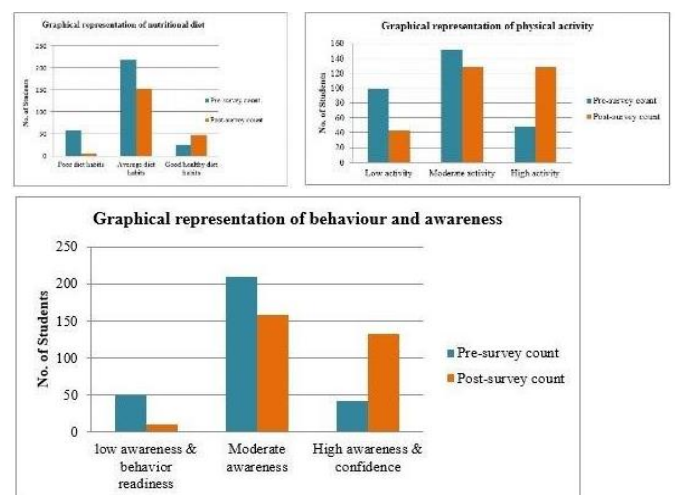 Graphical representation of nutritional diet
250
200
150
100
50
0
No. of Students
Poor diet habits
Average diet
habits
Good healthy diet
habits
Pre-survey count
Post-survey count
Graphical representation of physical activity
160
140
120
100
80
60
40
20
0
No. of Students
Low activity
Moderate activity
High activity
Pre-survey count
Post-survey count
Graphical representation of behaviour and awareness
250
200
150
100
50
0
No. of Students
low awareness &
behavior
readiness
Moderate
awareness
High awareness &
confidence
Pre-survey count
Post-survey count